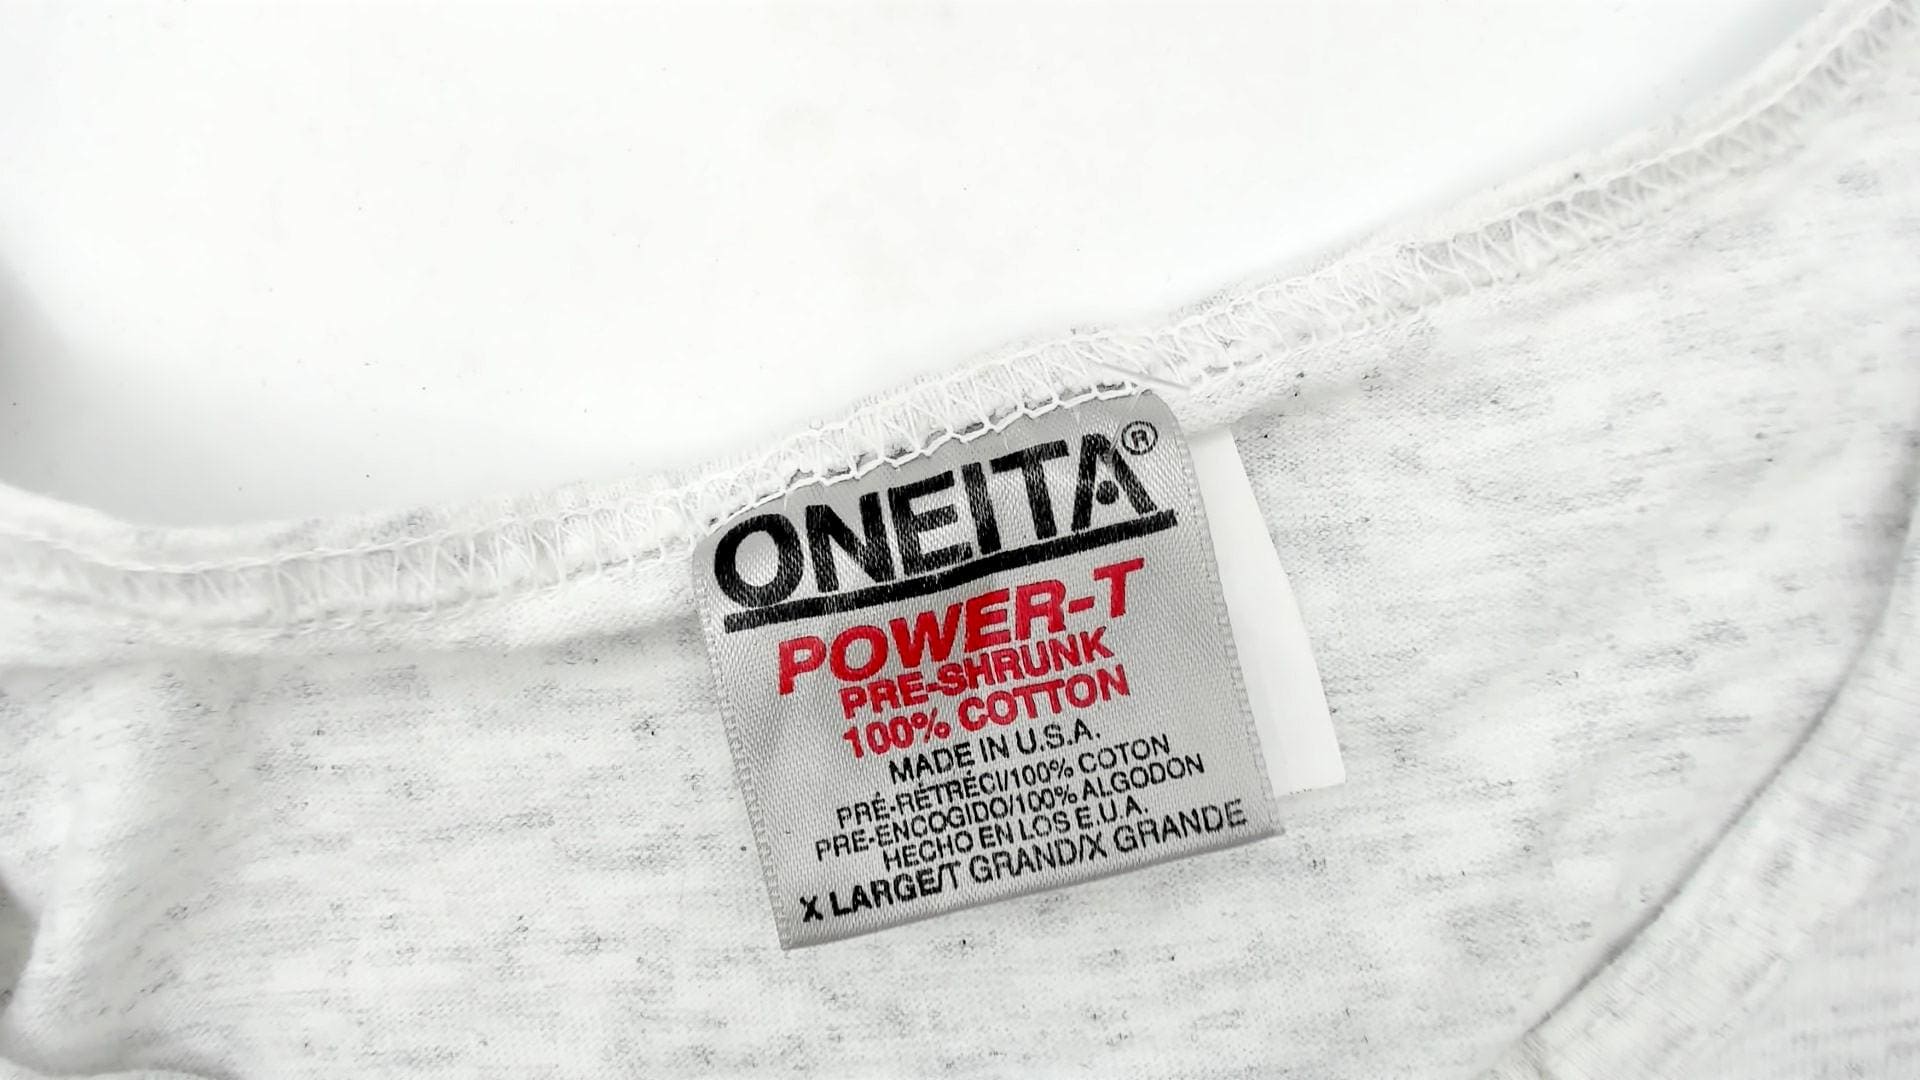 ONEITA®
POWER-T
PRE-SHRUNK
100% COTTON
MADE IN U.S.A.
PRÉ-RÉTRÉCI/100% COTON
PRE-ENCOGIDO/100% ALGODON
HECHO EN LOS E.U.A.
X LARGE/T GRAND/X GRANDE